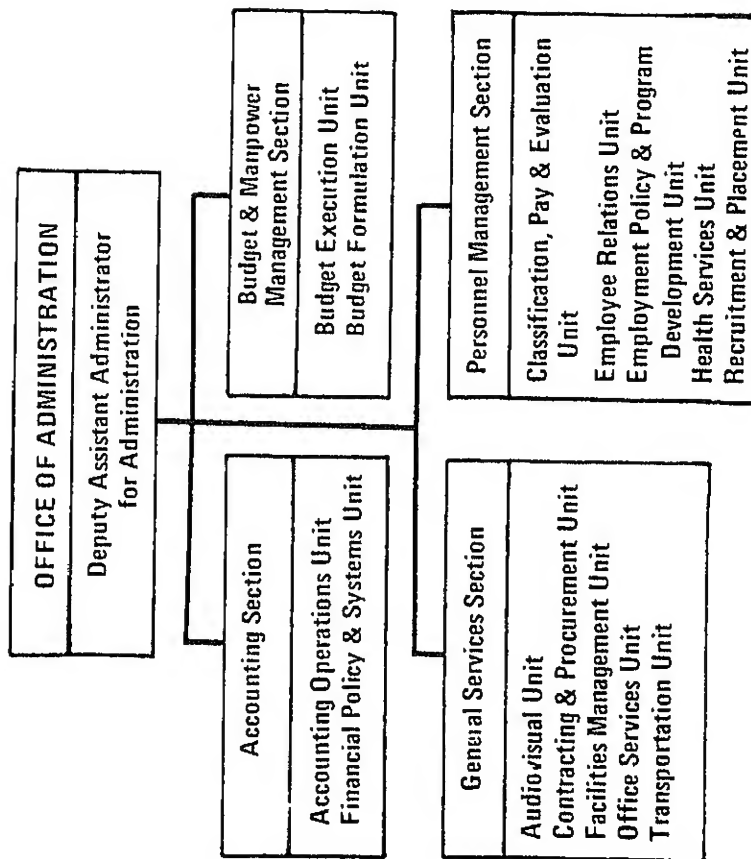 OFFICE OF ADMINISTRATION
Deputy Assistant Administrator
for Administration
Accounting Section
Accounting Operations Unit
Financial Policy & Systems Unit
Budget & Manpower
Management Section
Budget Execution Unit
Budget Formulation Unit
General Services Section
Audiovisual Unit
Contracting & Procurement Unit
Facilities Management Unit
Office Services Unit
Transportation Unit
Personnel Management Section
Classification, Pay & Evaluation
Unit
Employee Relations Unit
Employment Policy & Program
Development Unit
Health Services Unit
Recruitment & Placement Unit